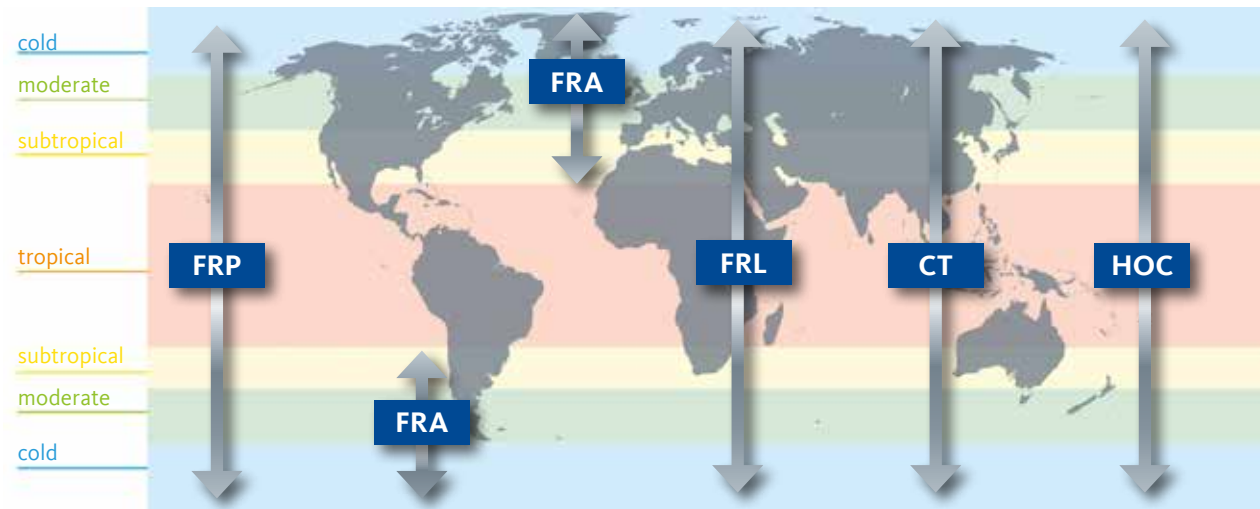 cold
moderate
subtropical
tropical
subtropical
moderate
cold
FRA
FRP
FRL
CT
HOC
FRA